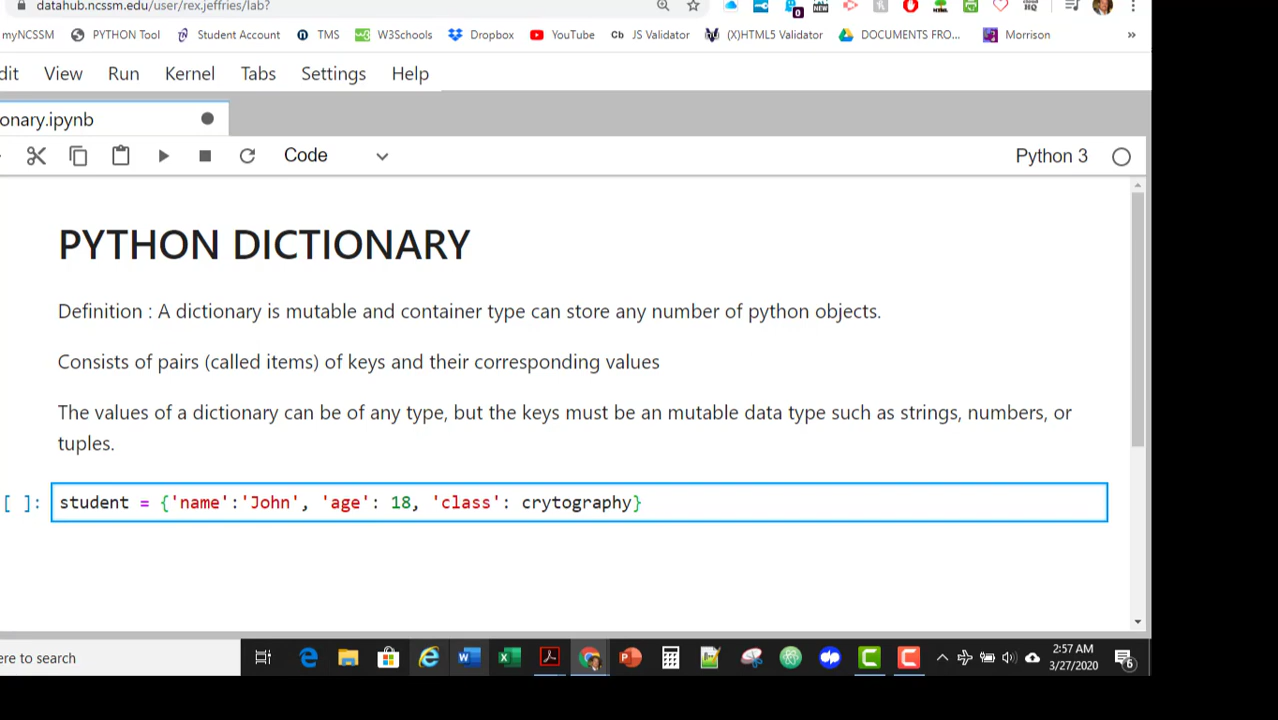 datahub.ncssm.edu/user/rex.jeffries/lab?
myNCSSM PYTHON Tool Student Account TMS W3Schools Dropbox YouTube Cb JS Validator (X)HTML5 Validator DOCUMENTS FRO... Morrison »
dit View Run Kernel Tabs Settings Help
onary.ipynb
Code Python 3
PYTHON DICTIONARY
Definition : A dictionary is mutable and container type can store any number of python objects.
Consists of pairs (called items) of keys and their corresponding values
The values of a dictionary can be of any type, but the keys must be an mutable data type such as strings, numbers, or
tuples.
[ ]: student = {'name':'John', 'age': 18, 'class': crytography}
ere to search
2:57 AM
3/27/2020
6